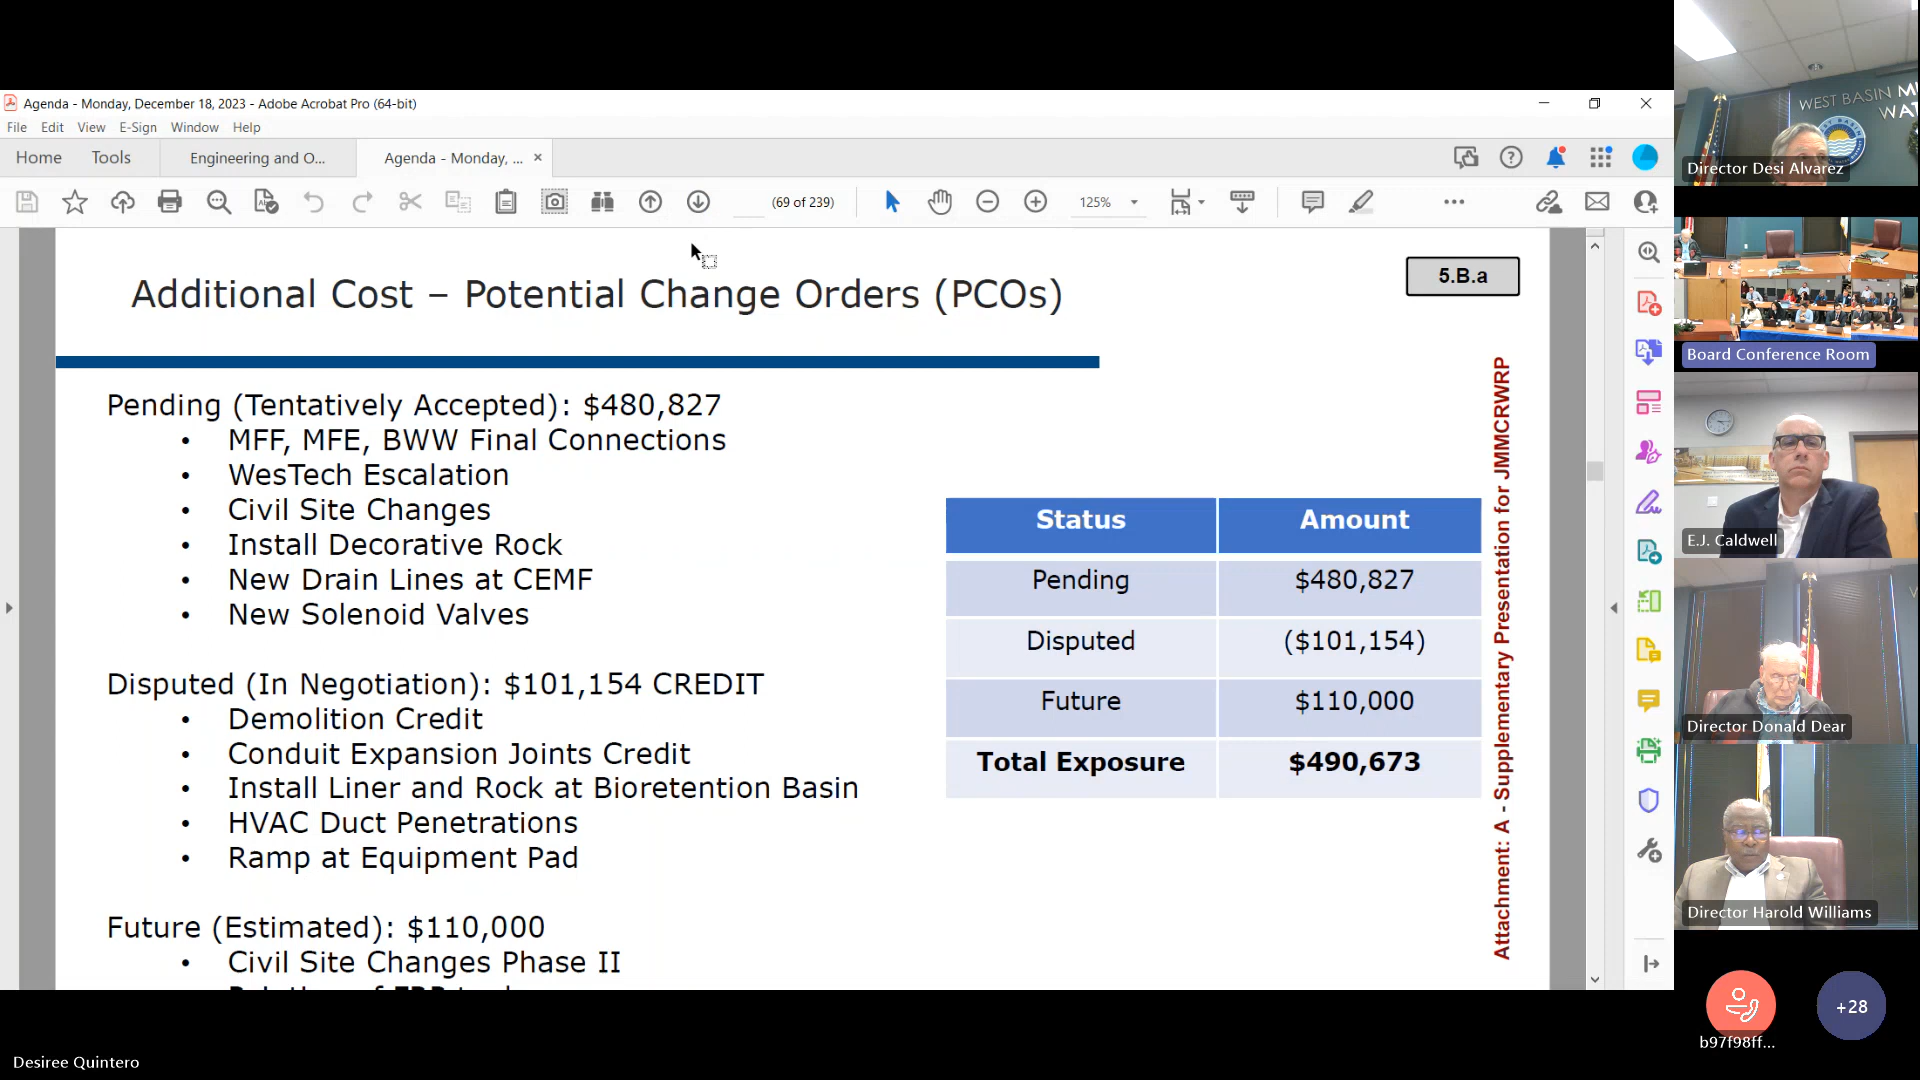 Agenda - Monday, December 18, 2023 - Adobe Acrobat Pro (64-bit)
File Edit View E-Sign Window Help
Home Tools Engineering and O... Agenda - Monday, ... ×
(69 of 239) 125%
Additional Cost – Potential Change Orders (PCOs)
5.B.a
Pending (Tentatively Accepted): $480,827
• MFF, MFE, BWW Final Connections
• WesTech Escalation
• Civil Site Changes
• Install Decorative Rock
• New Drain Lines at CEMF
• New Solenoid Valves
Disputed (In Negotiation): $101,154 CREDIT
• Demolition Credit
• Conduit Expansion Joints Credit
• Install Liner and Rock at Bioretention Basin
• HVAC Duct Penetrations
• Ramp at Equipment Pad
Future (Estimated): $110,000
• Civil Site Changes Phase II
Status Amount
Pending $480,827
Disputed ($101,154)
Future $110,000
Total Exposure $490,673
Attachment: A - Supplementary Presentation for JMMCRWRP
WEST BASIN M
WAT
Director Desi Alvarez
Board Conference Room
E.J. Caldwell
Director Donald Dear
Director Harold Williams
b97f98ff...
+28
Desiree Quintero